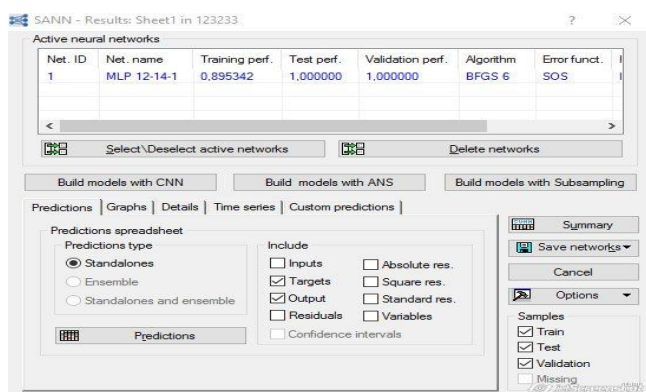 SANN - Results: Sheet1 in 123233
Active neural networks
Net. ID Net. name Training perf. Test perf. Validation perf. Algorithm Error funct.
1 MLP 12-14-1 0,895342 1,000000 1,000000 BFGS 6 SOS
Select\Deselect active networks Delete networks
Build models with CNN Build models with ANS Build models with Subsampling
Predictions Graphs Details Time series Custom predictions
Predictions spreadsheet
Predictions type
Standalones
Ensemble
Standalones and ensemble
Predictions
Include
Inputs Absolute res.
Targets Square res.
Output Standard res.
Residuals Variables
Confidence intervals
Summary
Save networks
Cancel
Options
Samples
Train
Test
Validation
Missing